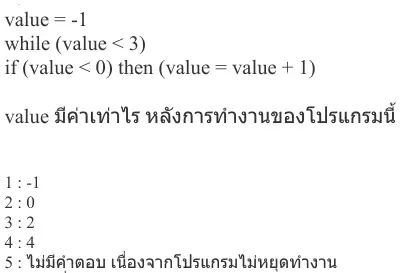 value = -1
while (value < 3)
if (value < 0) then (value = value + 1)
value มีค่าเท่าไร หลังการทำงานของโปรแกรมนี้
1 : -1
2 : 0
3 : 2
4 : 4
5 : ไม่มีคำตอบ เนื่องจากโปรแกรมไม่หยุดทำงาน